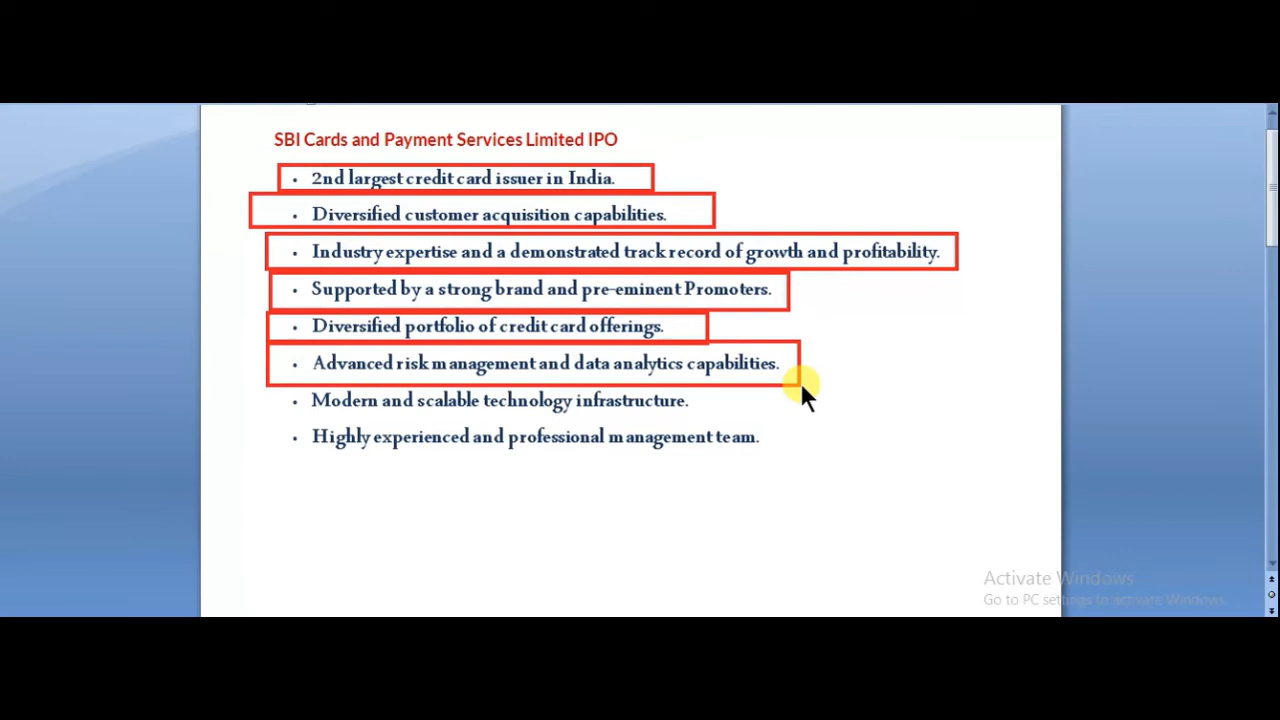 SBI Cards and Payment Services Limited IPO
• 2nd largest credit card issuer in India.
• Diversified customer acquisition capabilities.
• Industry expertise and a demonstrated track record of growth and profitability.
• Supported by a strong brand and pre-eminent Promoters.
• Diversified portfolio of credit card offerings.
• Advanced risk management and data analytics capabilities.
• Modern and scalable technology infrastructure.
• Highly experienced and professional management team.
Activate Windows
Go to PC settings to activate Windows.